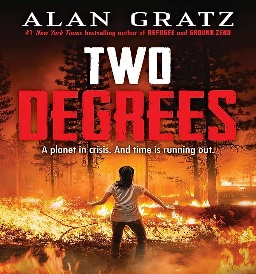 ALAN GRATZ
#1 New York Times bestselling author of REFUGEE and GROUND ZERO
TWO
DEGREES
A planet in crisis. And time is running out.